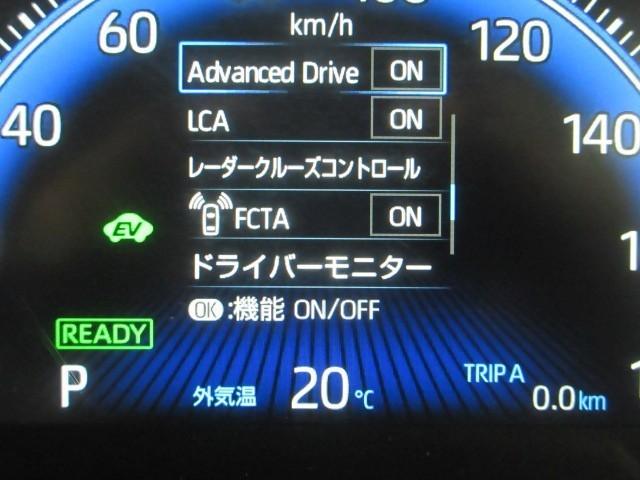 km/h
60
120
Advanced Drive ON
40
LCA ON
140
レーダークルーズコントロール
FCTA ON
EV
ドライバーモニター
OK:機能 ON/OFF
READY
P
外気温 20℃
TRIP A
0.0 km